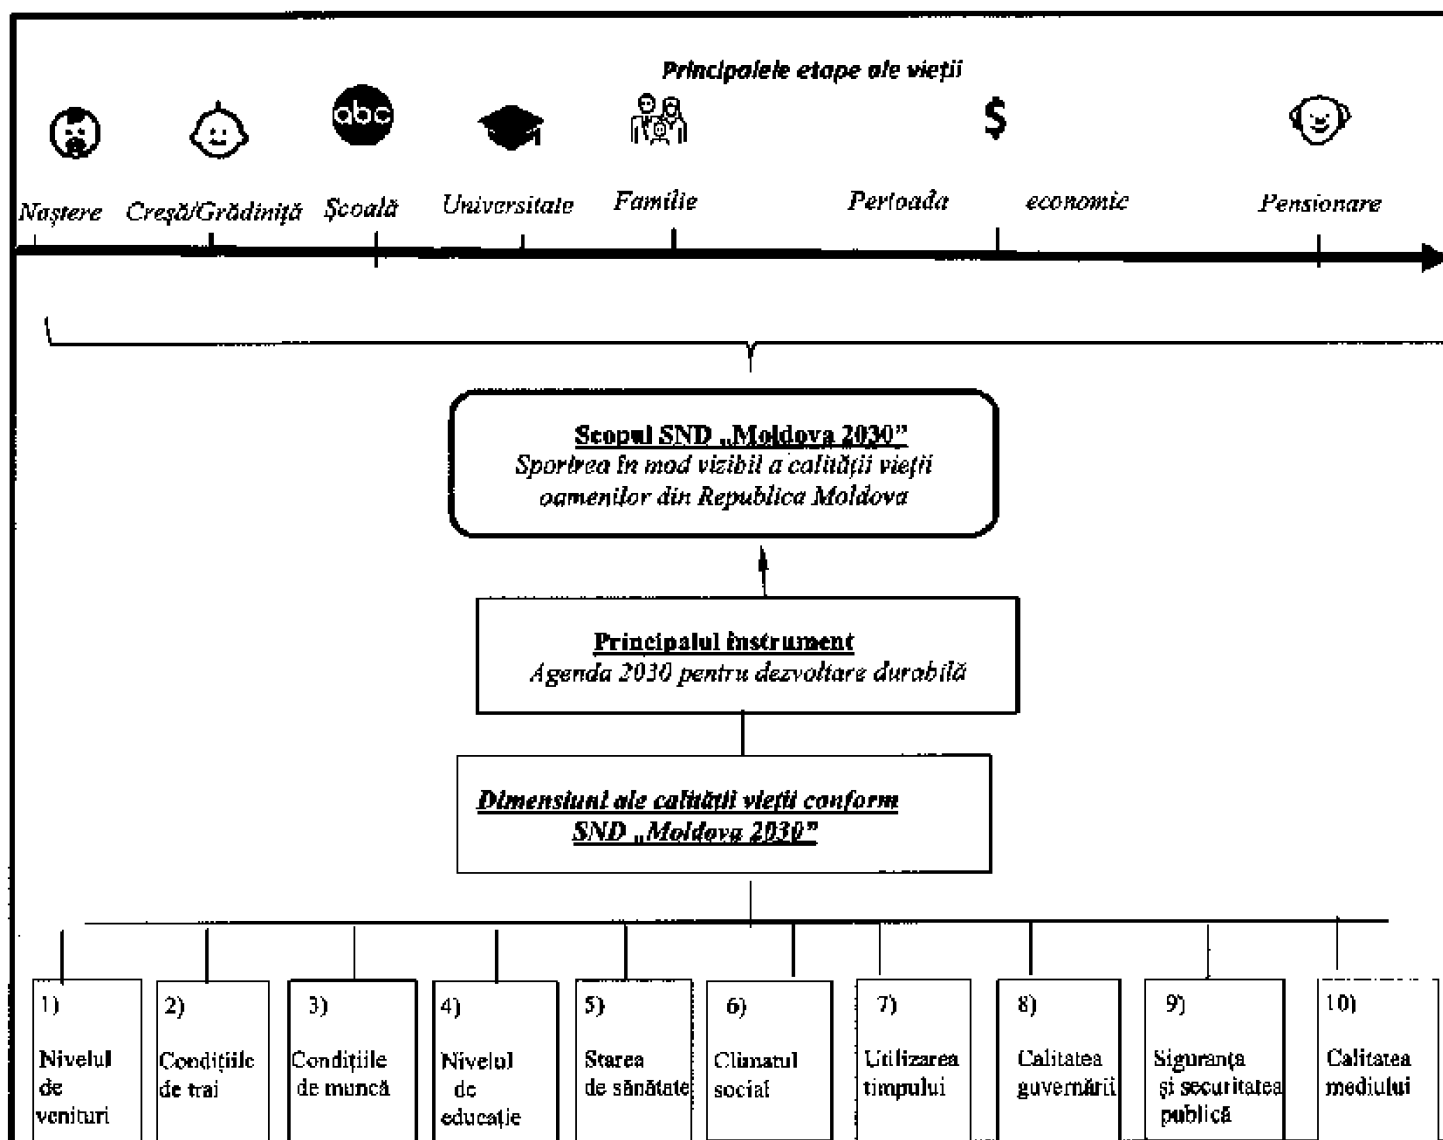 Principalele etape ale vieții
abc
$
Naștere Creșă/Grădiniță Școală Universitate Familie Perioada economic Pensionare
Scopul SND „Moldova 2030”
Sporirea în mod vizibil a calității vieții
oamenilor din Republica Moldova
Principalul instrument
Agenda 2030 pentru dezvoltare durabilă
Dimensiuni ale calității vieții conform
SND „Moldova 2030”
1)
Nivelul
de
venituri
2)
Condițiile
de trai
3)
Condițiile
de muncă
4)
Nivelul
de
educație
5)
Starea
de sănătate
6)
Climatul
social
7)
Utilizarea
timpului
8)
Calitatea
guvernării
9)
Siguranța
și securitatea
publică
10)
Calitatea
mediului